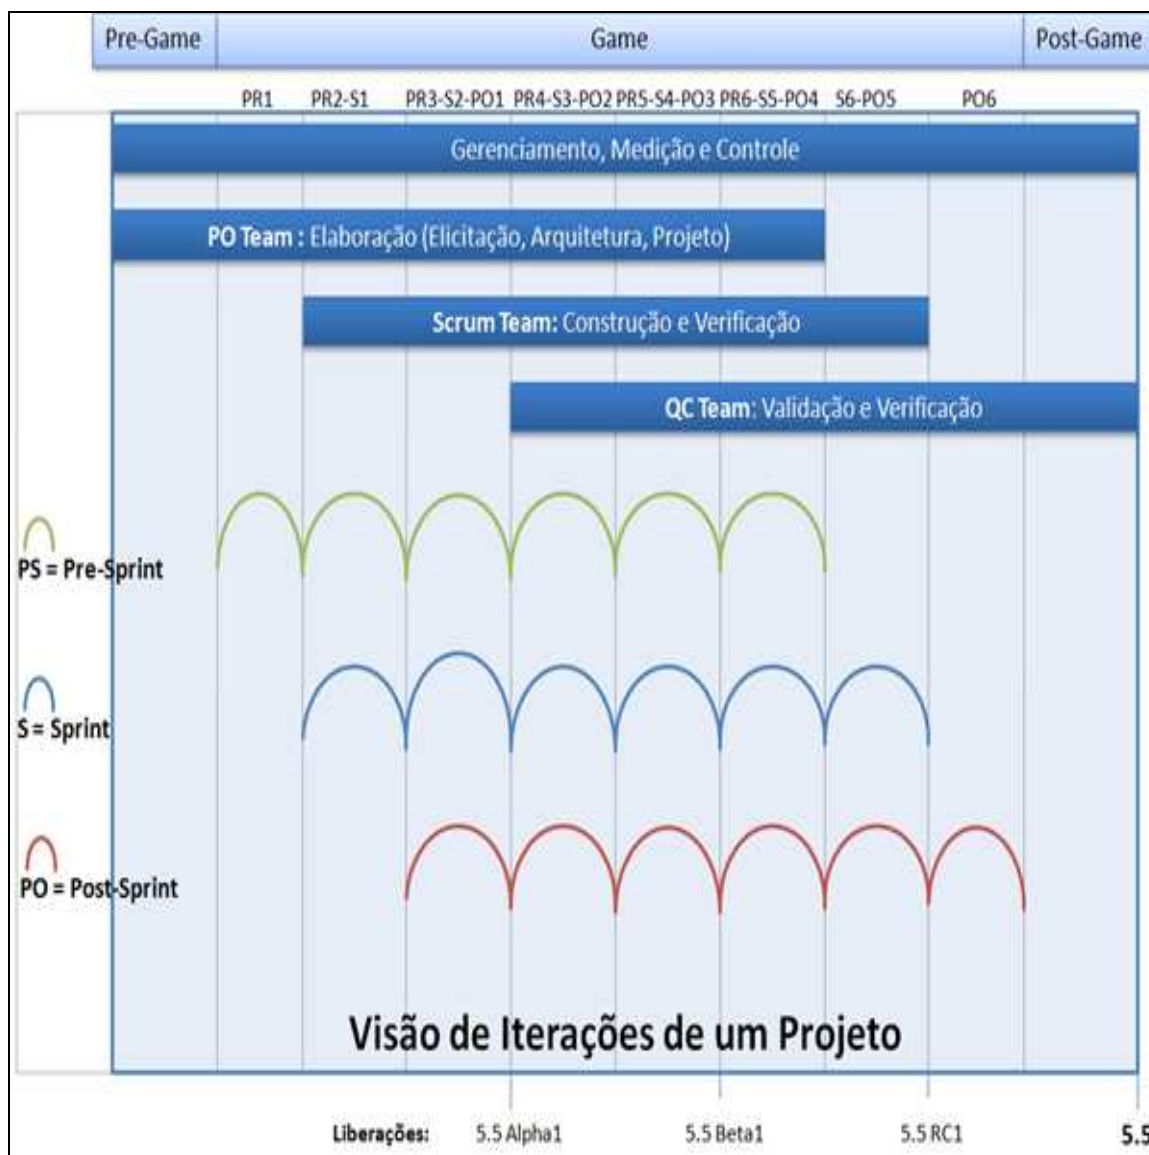 Pre-Game Game Post-Game
PR1 PR2-S1 PR3-S2-PO1 PR4-S3-PO2 PR5-S4-PO3 PR6-S5-PO4 S6-PO5 PO6
Gerenciamento, Medição e Controle
PO Team : Elaboração (Elicitação, Arquitetura, Projeto)
Scrum Team: Construção e Verificação
QC Team: Validação e Verificação
PS = Pre-Sprint
S = Sprint
PO = Post-Sprint
Visão de Iterações de um Projeto
Liberações: 5.5 Alpha1 5.5 Beta1 5.5 RC1 5.5